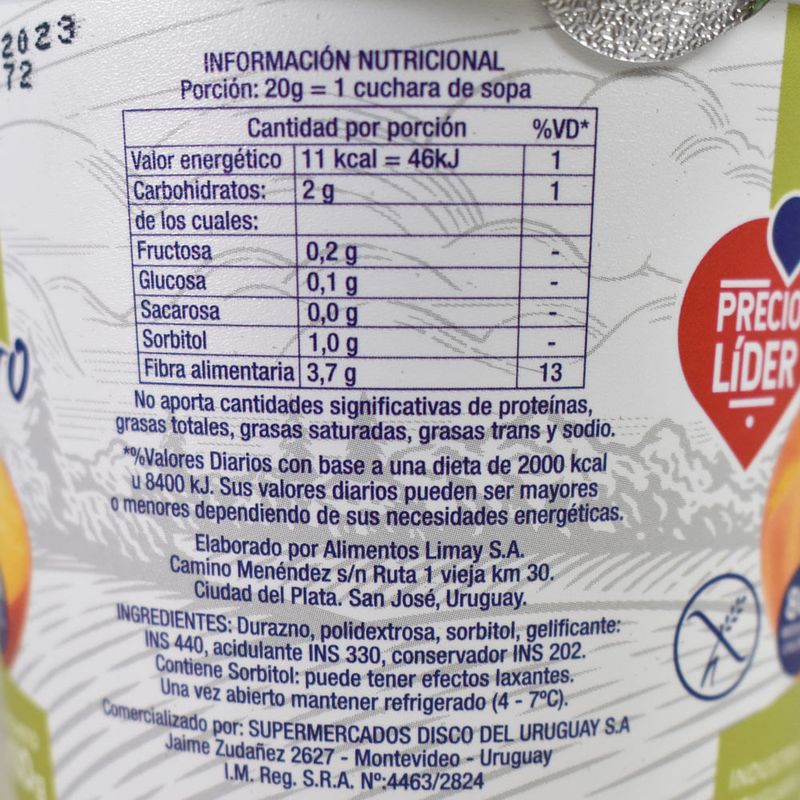 2023
72
INFORMACIÓN NUTRICIONAL
Porción: 20g = 1 cuchara de sopa
Cantidad por porción %VD*
Valor energético 11 kcal = 46kJ 1
Carbohidratos: 2 g 1
de los cuales:
Fructosa 0,2 g -
Glucosa 0,1 g -
Sacarosa 0,0 g -
Sorbitol 1,0 g -
Fibra alimentaria 3,7 g 13
No aporta cantidades significativas de proteínas,
grasas totales, grasas saturadas, grasas trans y sodio.
*%Valores Diarios con base a una dieta de 2000 kcal
u 8400 kJ. Sus valores diarios pueden ser mayores
o menores dependiendo de sus necesidades energéticas.
Elaborado por Alimentos Limay S.A.
Camino Menéndez s/n Ruta 1 vieja km 30.
Ciudad del Plata. San José, Uruguay.
INGREDIENTES: Durazno, polidextrosa, sorbitol, gelificante:
INS 440, acidulante INS 330, conservador INS 202.
Contiene Sorbitol: puede tener efectos laxantes.
Una vez abierto mantener refrigerado (4 - 7ºC).
Comercializado por: SUPERMERCADOS DISCO DEL URUGUAY S.A
Jaime Zudañez 2627 - Montevideo - Uruguay
I.M. Reg. S.R.A. Nº:4463/2824
PRECIO
LÍDER